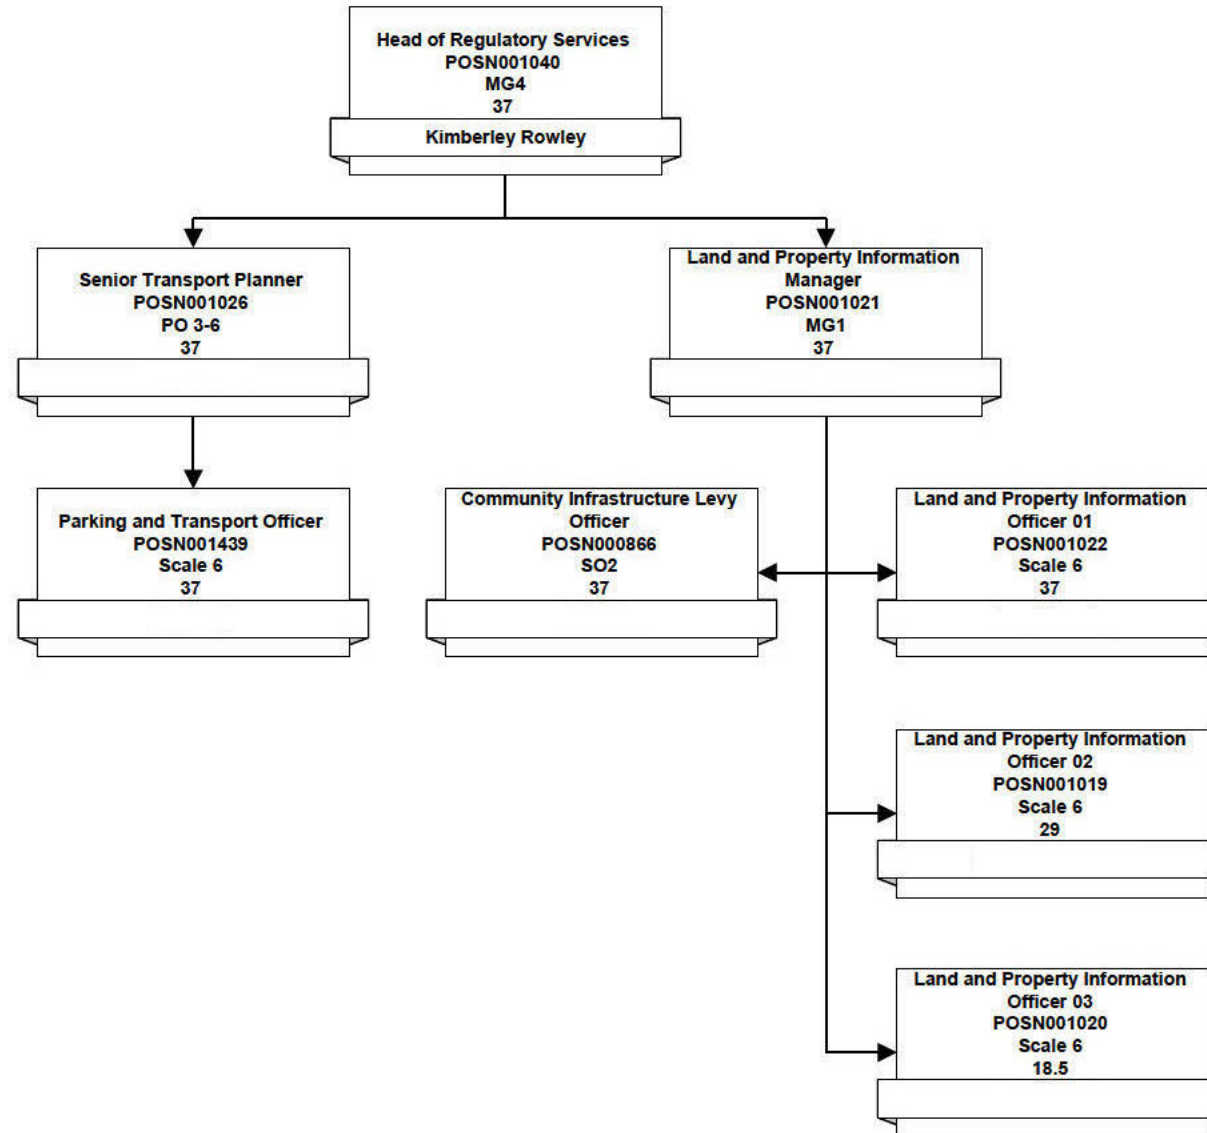 Head of Regulatory Services
POSN001040
MG4
37
Kimberley Rowley
Senior Transport Planner
POSN001026
PO 3-6
37
Land and Property Information
Manager
POSN001021
MG1
37
Parking and Transport Officer
POSN001439
Scale 6
37
Community Infrastructure Levy
Officer
POSN000866
SO2
37
Land and Property Information
Officer 01
POSN001022
Scale 6
37
Land and Property Information
Officer 02
POSN001019
Scale 6
29
Land and Property Information
Officer 03
POSN001020
Scale 6
18.5